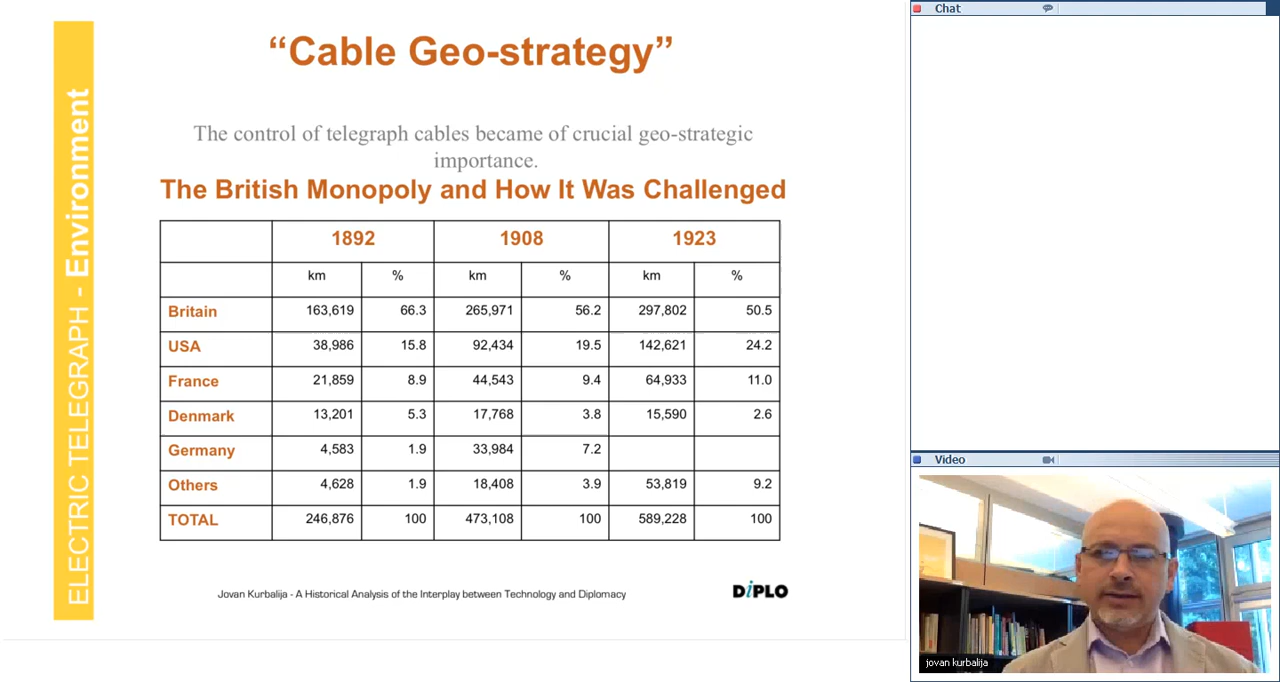 ELECTRIC TELEGRAPH - Environment
“Cable Geo-strategy”
The control of telegraph cables became of crucial geo-strategic
importance.
The British Monopoly and How It Was Challenged
1892 1908 1923
km % km % km %
Britain 163,619 66.3 265,971 56.2 297,802 50.5
USA 38,986 15.8 92,434 19.5 142,621 24.2
France 21,859 8.9 44,543 9.4 64,933 11.0
Denmark 13,201 5.3 17,768 3.8 15,590 2.6
Germany 4,583 1.9 33,984 7.2
Others 4,628 1.9 18,408 3.9 53,819 9.2
TOTAL 246,876 100 473,108 100 589,228 100
Jovan Kurbalija - A Historical Analysis of the Interplay between Technology and Diplomacy
DiPLO
Chat
Video
jovan kurbalija